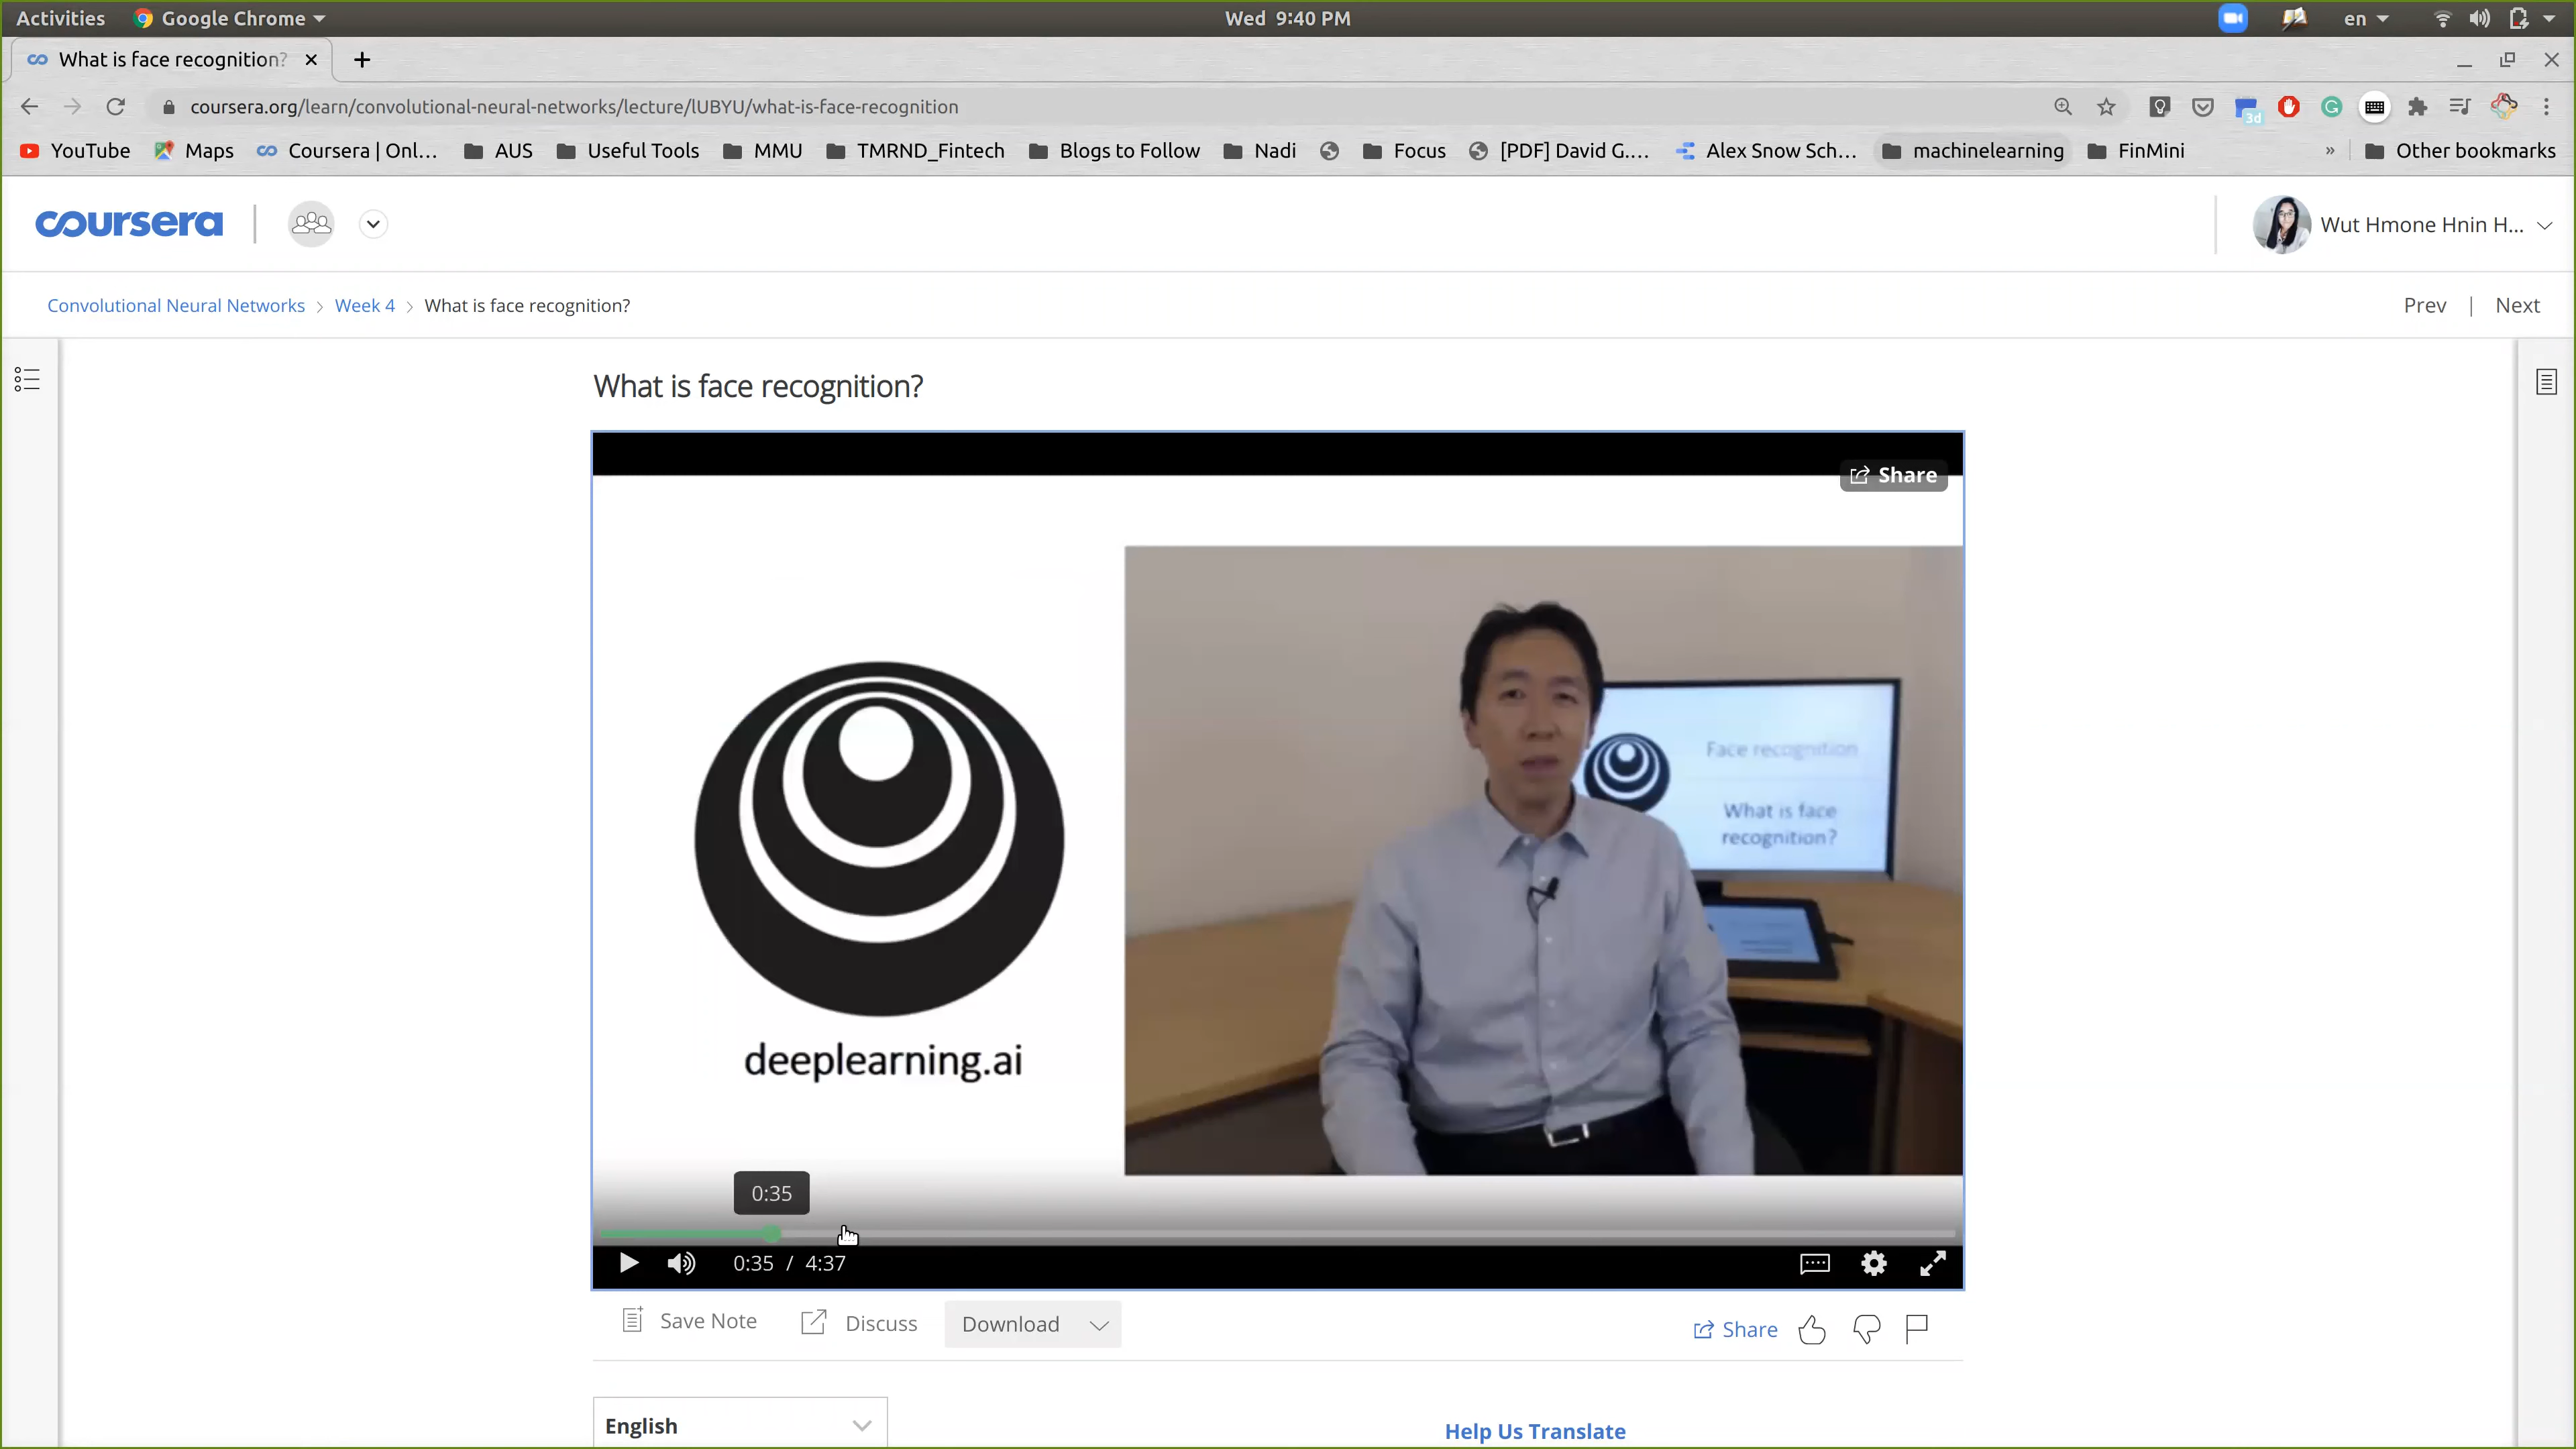 Activities Google Chrome Wed 9:40 PM en
What is face recognition?
coursera.org/learn/convolutional-neural-networks/lecture/lUBYU/what-is-face-recognition
3d
YouTube Maps Coursera | Onl... AUS Useful Tools MMU TMRND_Fintech Blogs to Follow Nadi Focus [PDF] David G.... Alex Snow Sch... machinelearning FinMini » Other bookmarks
coursera Wut Hmone Hnin H...
Convolutional Neural Networks > Week 4 > What is face recognition? Prev | Next
What is face recognition?
Share
Face recognition
What is face
recognition?
deeplearning.ai
0:35
0:35 / 4:37
Save Note Discuss Download Share
English
Help Us Translate